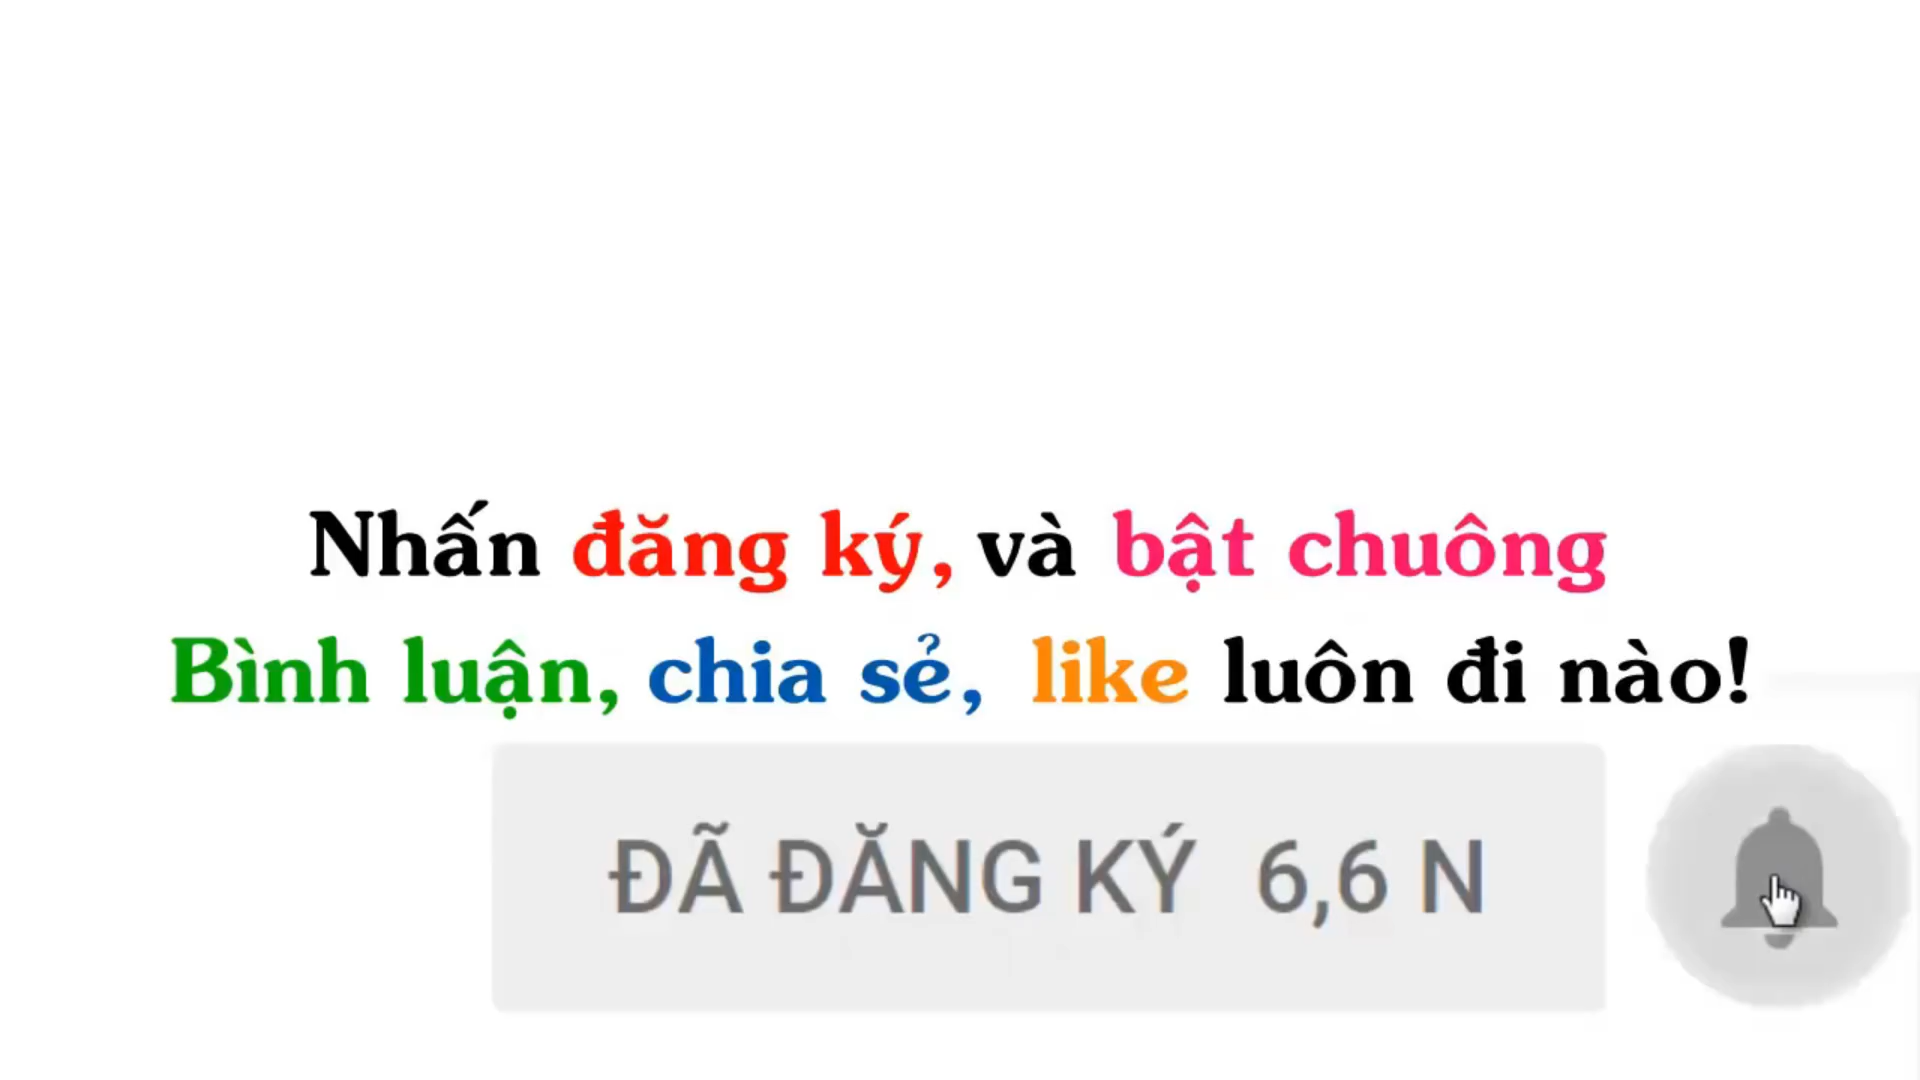 Nhấn đăng ký, và bật chuông
Bình luận, chia sẻ, like luôn đi nào!
ĐÃ ĐĂNG KÝ 6,6 N